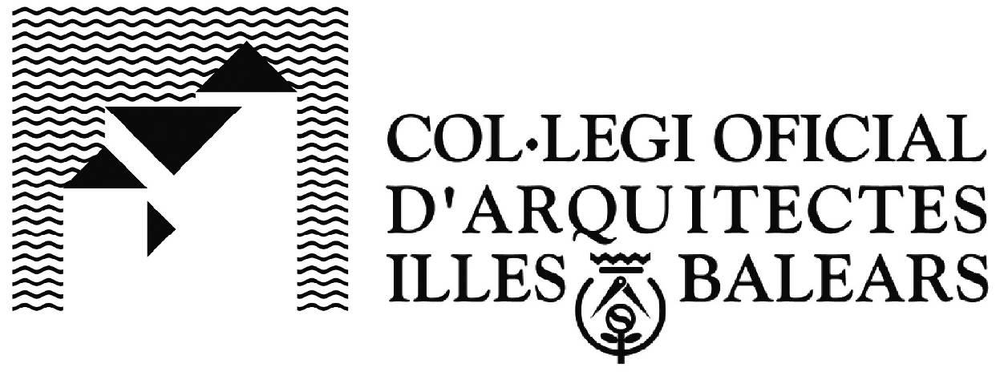 COL·LEGI OFICIAL
D'ARQUITECTES
ILLES BALEARS